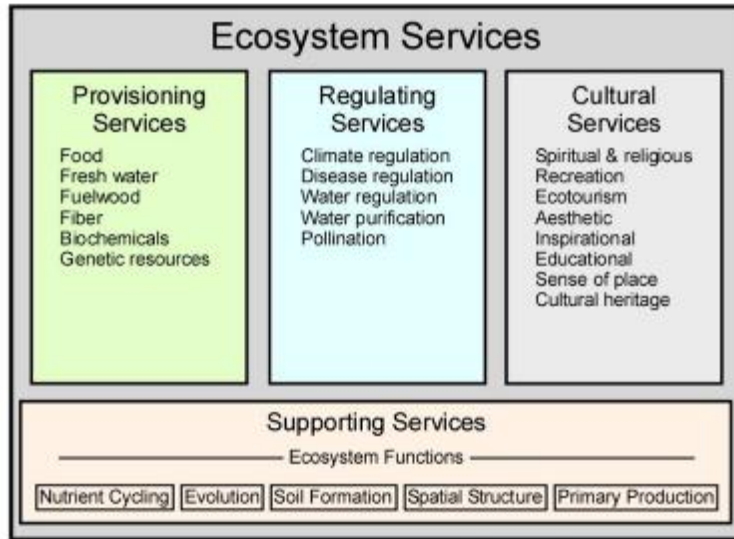 Ecosystem Services
Provisioning
Services
Food
Fresh water
Fuelwood
Fiber
Biochemicals
Genetic resources
Regulating
Services
Climate regulation
Disease regulation
Water regulation
Water purification
Pollination
Cultural
Services
Spiritual & religious
Recreation
Ecotourism
Aesthetic
Inspirational
Educational
Sense of place
Cultural heritage
Supporting Services
Ecosystem Functions
Nutrient Cycling
Evolution
Soil Formation
Spatial Structure
Primary Production